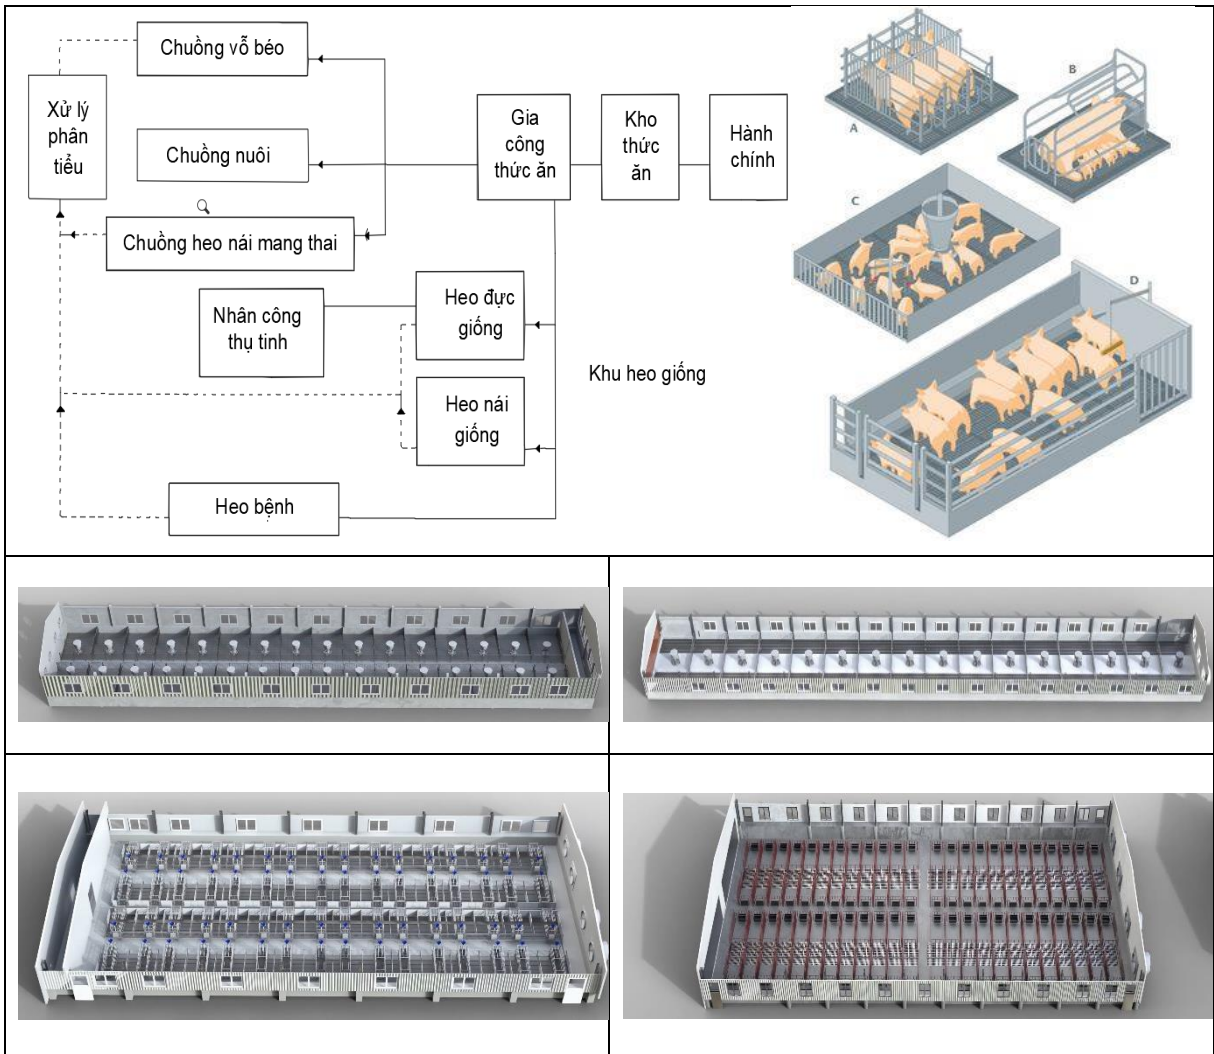 Chuồng vỗ béo
Xử lý
phân
tiểu
Chuồng nuôi
Chuồng heo nái mang thai
Gia
công
thức ăn
Kho
thức
ăn
Hành
chính
Nhân công
thụ tinh
Heo đực
giống
Heo nái
giống
Khu heo giống
Heo bệnh
A
B
C
D